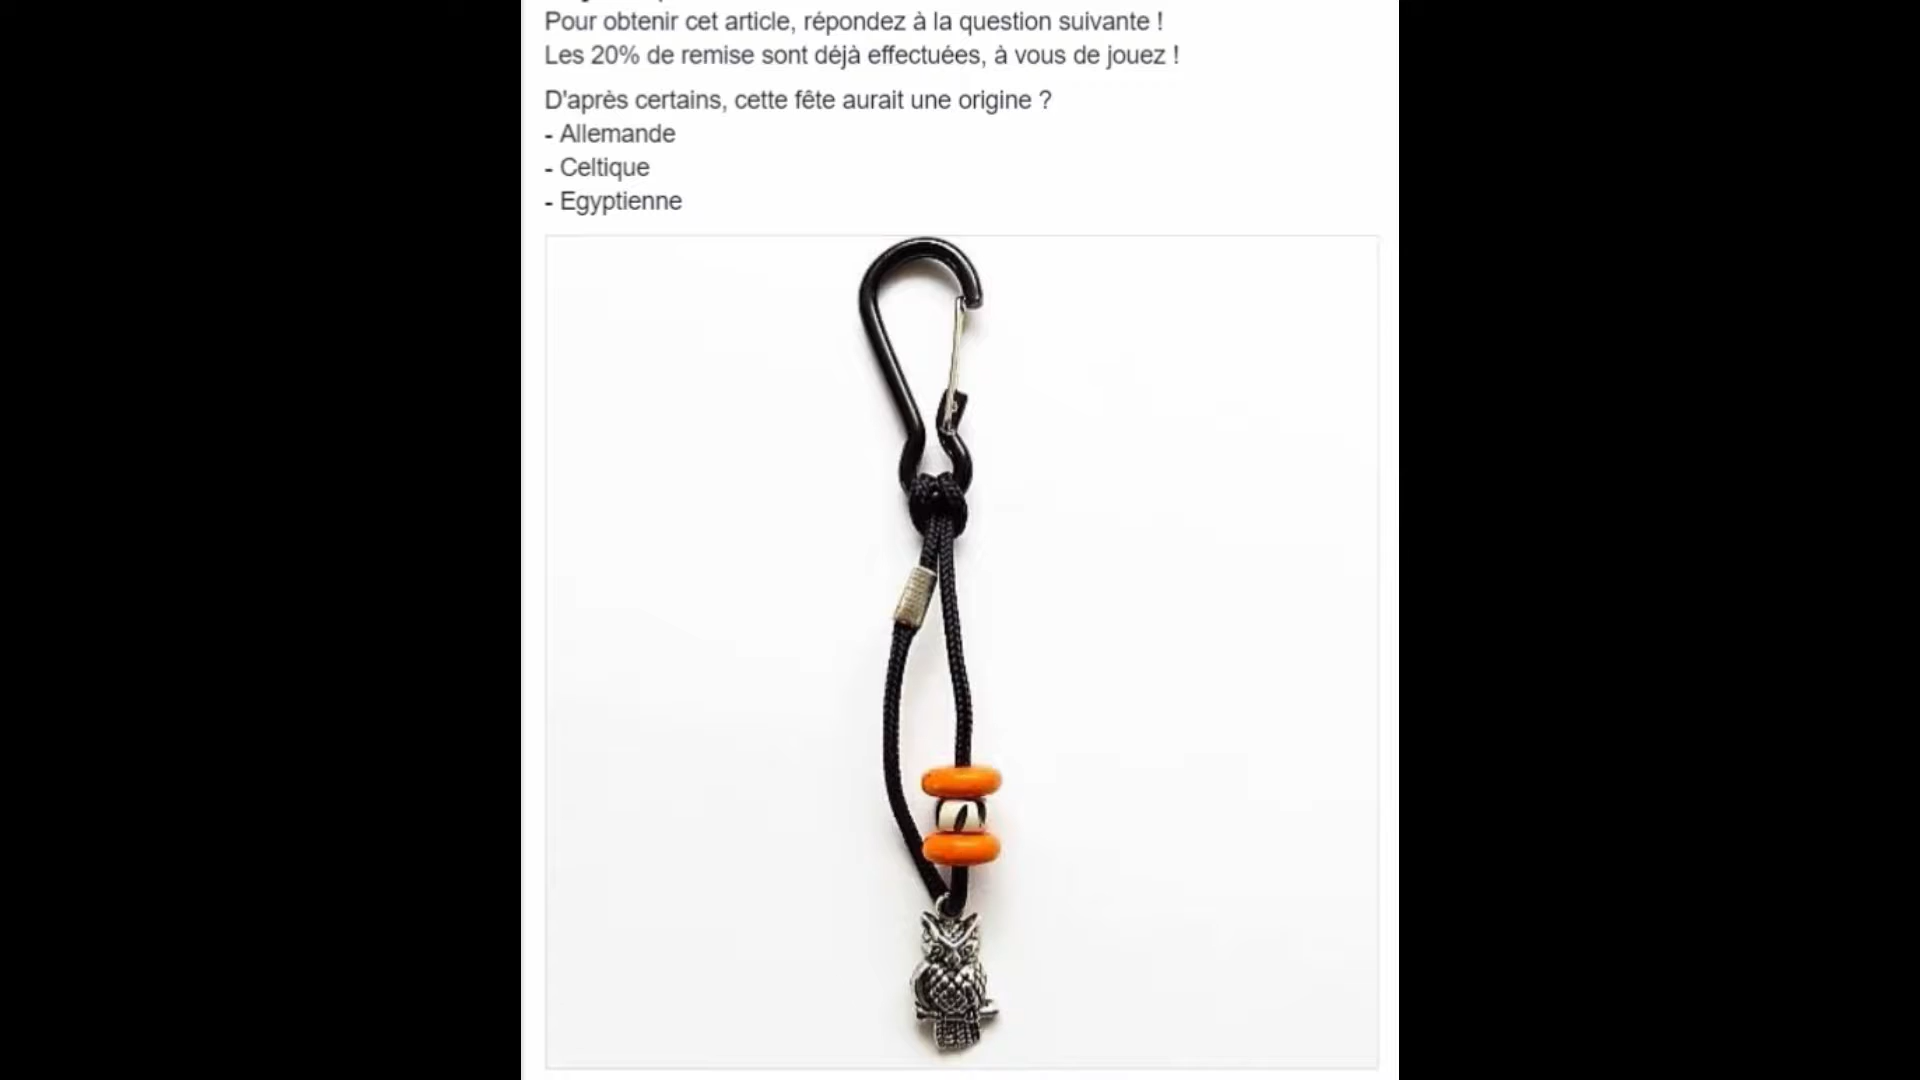 Pour obtenir cet article, répondez à la question suivante !
Les 20% de remise sont déjà effectuées, à vous de jouez !
D'après certains, cette fête aurait une origine ?
- Allemande
- Celtique
- Egyptienne